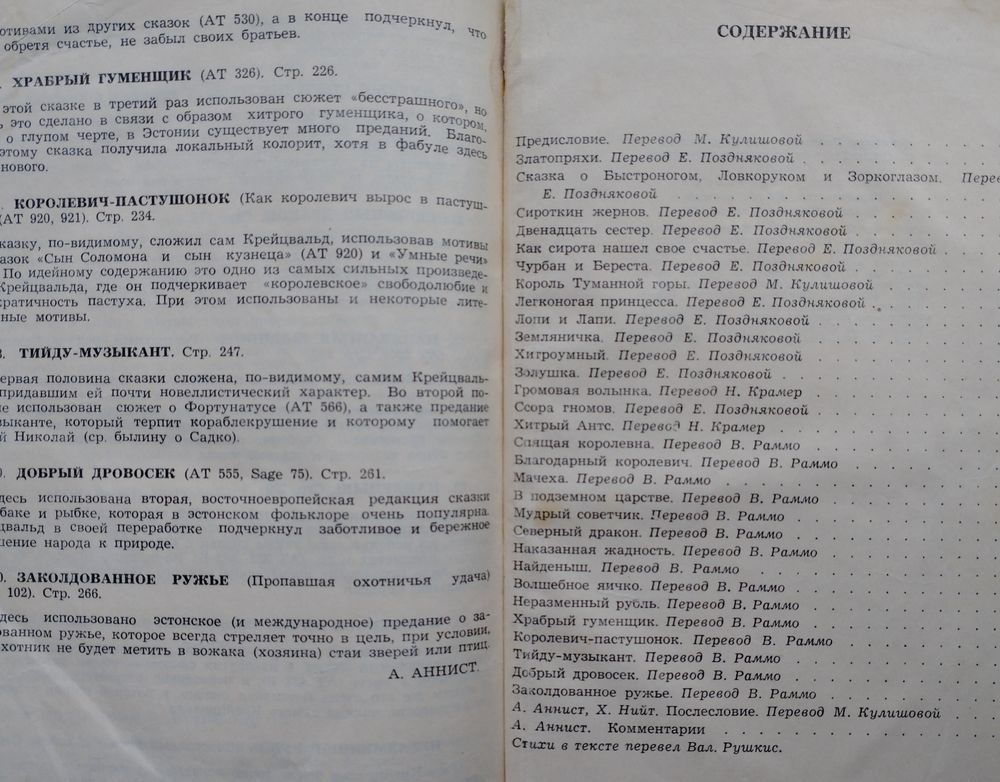 отивами из других сказок (АТ 530), а в конце подчеркнул, что
обретя счастье, не забыл своих братьев.
. ХРАБРЫЙ ГУМЕНЩИК (АТ 326). Стр. 226.
этой сказке в третий раз использован сюжет «бесстрашного», но
это сделано в связи с образом хитрого гуменщика, о котором,
о глупом черте, в Эстонии существует много преданий. Благо-
этому сказка получила локальный колорит, хотя в фабуле здесь
нового.
КОРОЛЕВИЧ-ПАСТУШОНОК (Как королевич вырос в пастуш-
(АТ 920, 921). Стр. 234.
казку, по-видимому, сложил сам Крейцвальд, использовав мотивы
азок «Сын Соломона и сын кузнеца» (АТ 920) и «Умные речи»
По идейному содержанию это одно из самых сильных произведе-
Крейцвальда, где он подчеркивает «королевское» свободолюбие и
кратичность пастуха. При этом использованы и некоторые лите-
ные мотивы.
. ТИЙДУ-МУЗЫКАНТ. Стр. 247.
ервая половина сказки сложена, по-видимому, самим Крейцваль-
придавшим ей почти новеллистический характер. Во второй по-
не использован сюжет о Фортунатусе (АТ 566), а также предание
зыканте, который терпит кораблекрушение и которому помогает
й Николай (ср. былину о Садко).
. ДОБРЫЙ ДРОВОСЕК (АТ 555, Sage 75). Стр. 261.
десь использована вторая, восточноевропейская редакция сказки
баке и рыбке, которая в эстонском фольклоре очень популярна.
цвальд в своей переработке подчеркнул заботливое и бережное
шение народа к природе.
0. ЗАКОЛДОВАННОЕ РУЖЬЕ (Пропавшая охотничья удача)
102). Стр. 266.
десь использовано эстонское (и международное) предание о за-
ованном ружье, которое всегда стреляет точно в цель, при условии,
хотник не будет метить в вожака (хозяина) стаи зверей или птиц.
А. АННИСТ.
СОДЕРЖАНИЕ
Предисловие. Перевод М. Кулишовой
Златопряхи. Перевод Е. Поздняковой
Сказка о Быстроногом, Ловкоруком и Зоркоглазом. Пере
Е. Поздняковой
Сироткин жернов. Перевод Е. Поздняковой
Двенадцать сестер. Перевод Е. Поздняковой
Как сирота нашел свое счастье. Перевод Е. Поздняковой
Чурбан и Береста. Перевод Е. Поздняковой
Король Туманной горы. Перевод М. Кулишовой
Легконогая принцесса. Перевод Е. Поздняковой
Лопи и Лапи. Перевод Е. Поздняковой
Земляничка. Перевод Е. Поздняковой
Хитроумный. Перевод Е. Поздняковой
Золушка. Перевод Е. Поздняковой
Громовая волынка. Перевод Н. Крамер
Ссора гномов. Перевод Е. Поздняковой
Хитрый Антс. Перевод Н. Крамер
Спящая королевна. Перевод В. Раммо
Благодарный королевич. Перевод В. Раммо
Мачеха. Перевод В. Раммо
В подземном царстве. Перевод В. Раммо
Мудрый советчик. Перевод В. Раммо
Северный дракон. Перевод В. Раммо
Наказанная жадность. Перевод В. Раммо
Найденыш. Перевод В. Раммо
Волшебное яичко. Перевод В. Раммо
Неразменный рубль. Перевод В. Раммо
Храбрый гуменщик. Перевод В. Раммо
Королевич-пастушонок. Перевод В. Раммо
Тийду-музыкант. Перевод В. Раммо
Добрый дровосек. Перевод В. Раммо
Заколдованное ружье. Перевод В. Раммо
А. Аннист, Х. Нийт. Послесловие. Перевод М. Кулишовой
А. Аннист. Комментарии
Стихи в тексте перевел Вал. Рушкис.